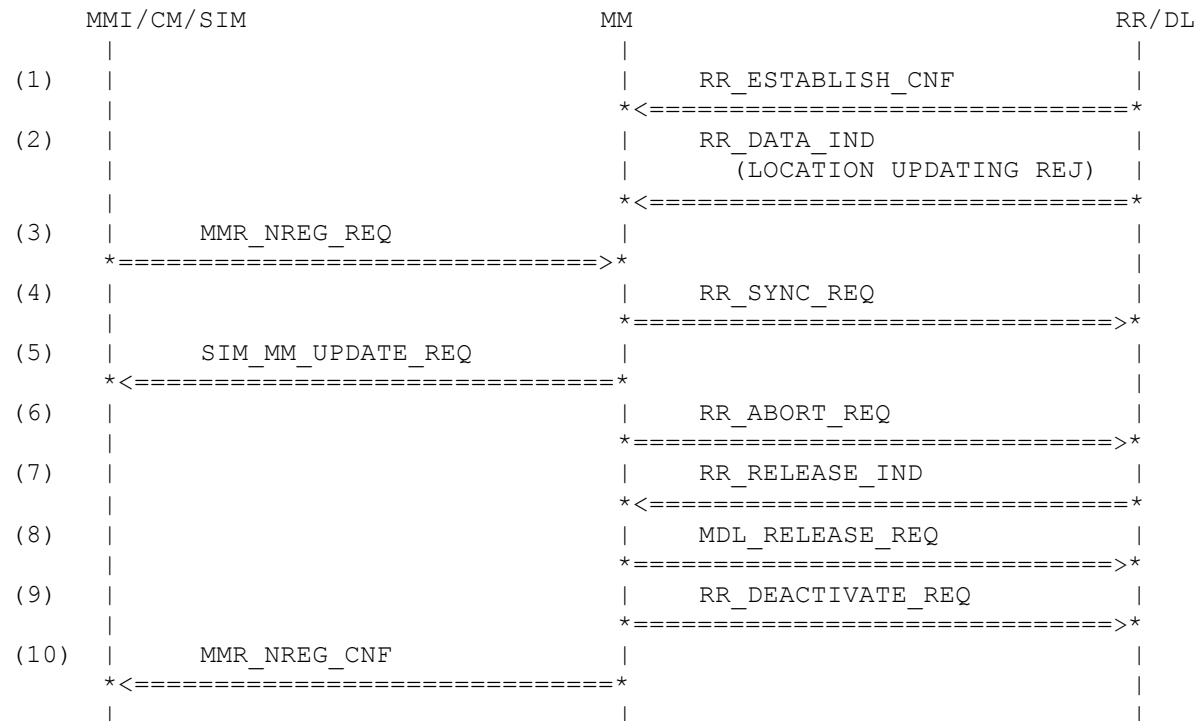 MMI/CM/SIM MM RR/DL
(1) RR_ESTABLISH_CNF
(2) RR_DATA_IND
(LOCATION UPDATING REJ)
(3) MMR_NREG_REQ
(4) RR_SYNC_REQ
(5) SIM_MM_UPDATE_REQ
(6) RR_ABORT_REQ
(7) RR_RELEASE_IND
(8) MDL_RELEASE_REQ
(9) RR_DEACTIVATE_REQ
(10) MMR_NREG_CNF